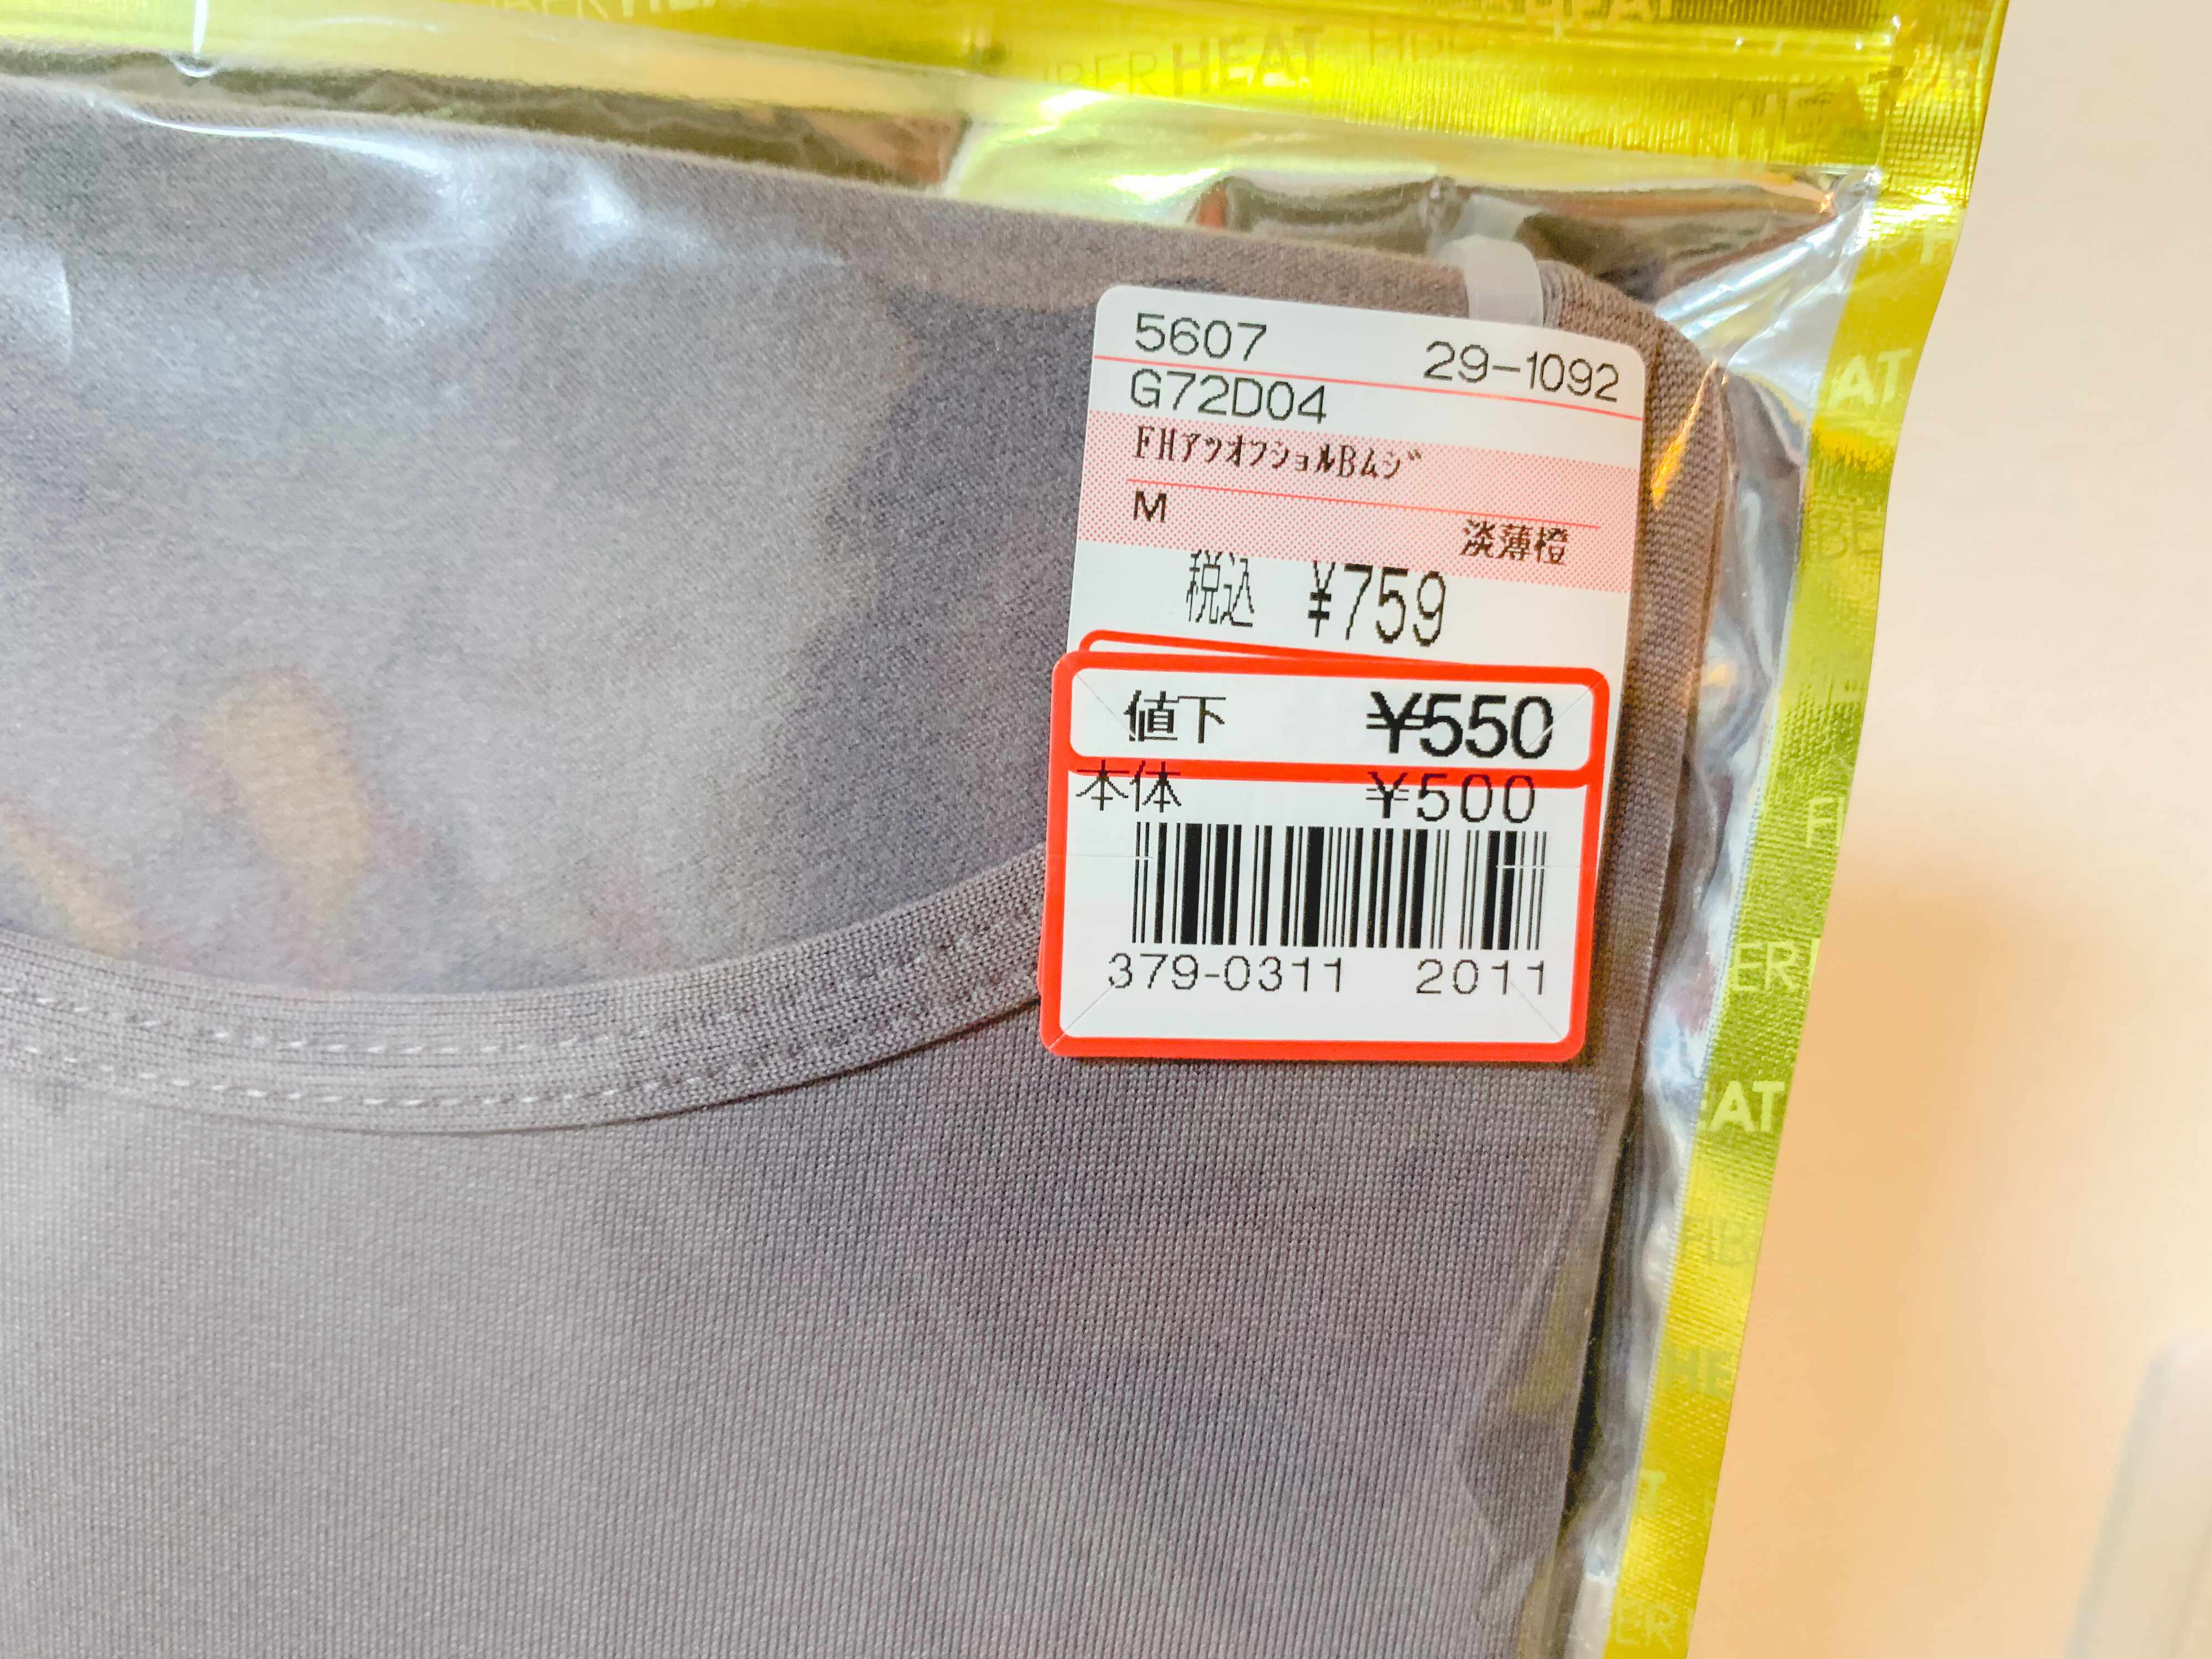 FIBERHEAT
5607 29-1092
G72D04
FHアツオフショルBムジ
M 淡薄橙
税込 ¥759
値下 ¥550
本体 ¥500
379-0311 2011